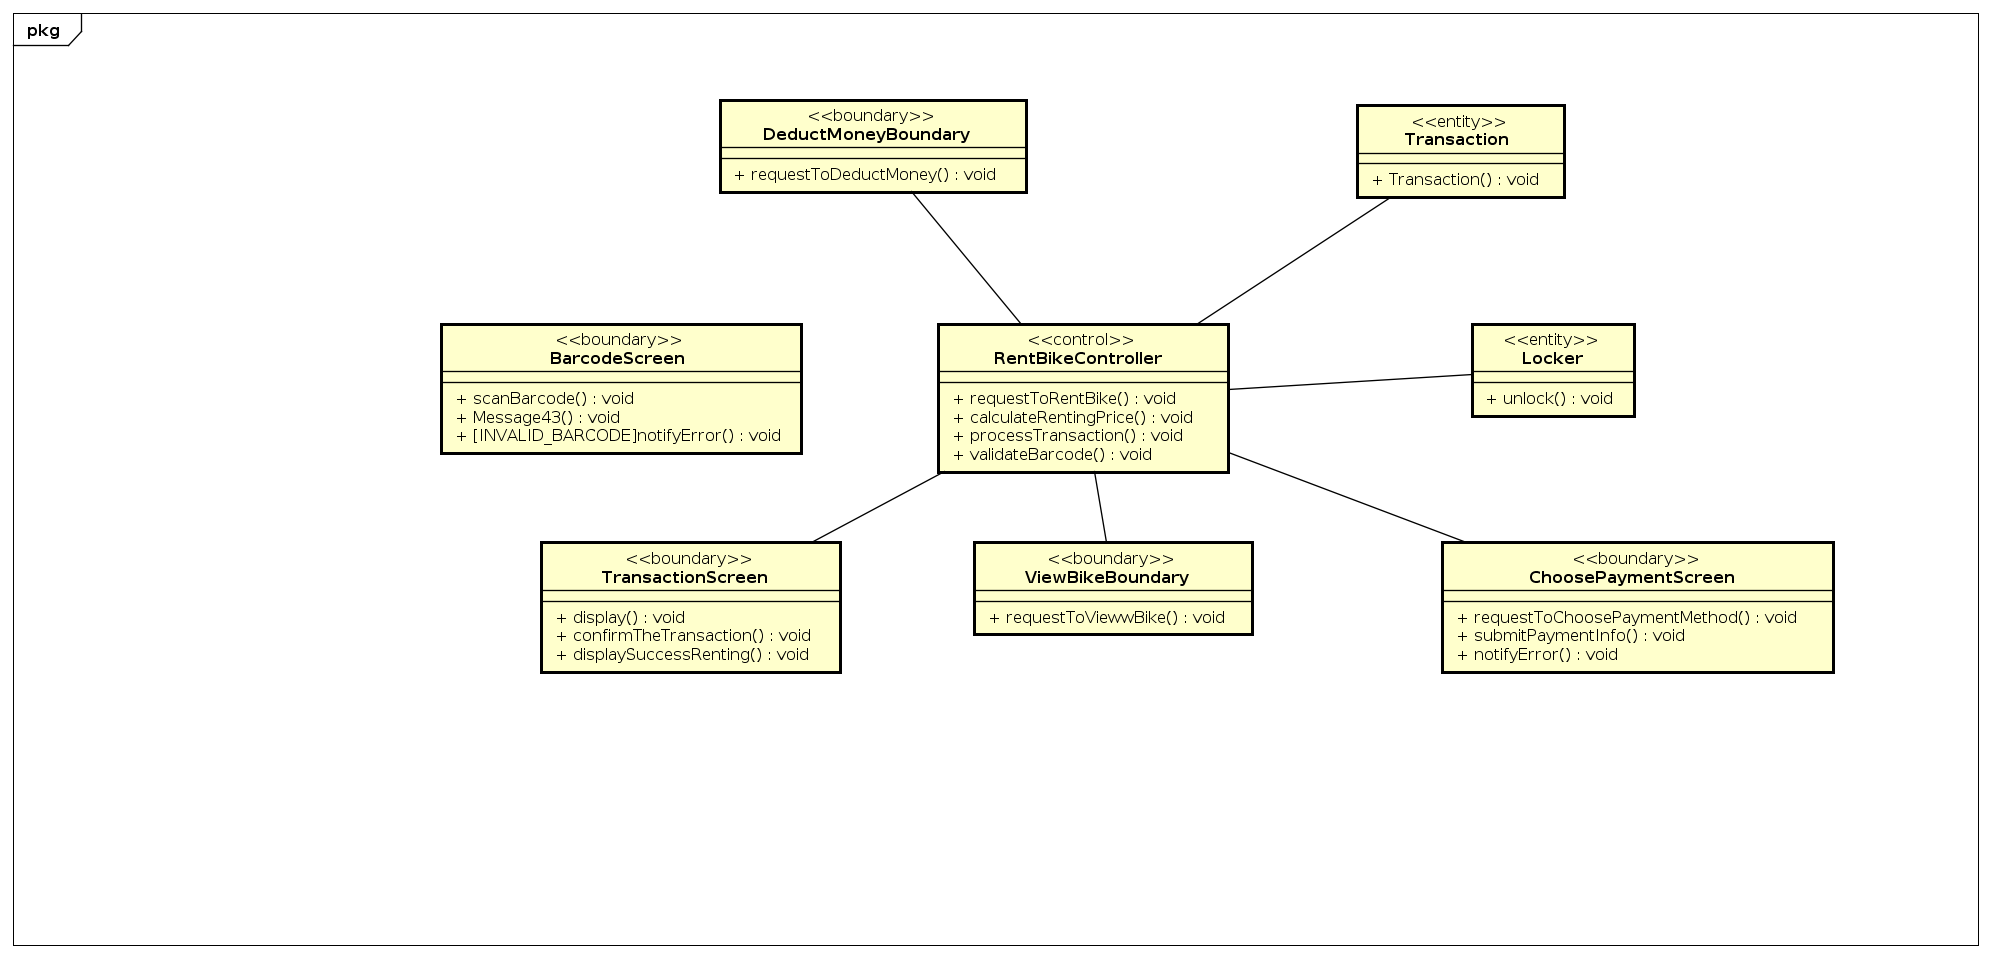 pkg
<<boundary>>
DeductMoneyBoundary
+ requestToDeductMoney() : void
<<entity>>
Transaction
+ Transaction() : void
<<boundary>>
BarcodeScreen
+ scanBarcode() : void
+ Message43() : void
+ [INVALID_BARCODE]notifyError() : void
<<control>>
RentBikeController
+ requestToRentBike() : void
+ calculateRentingPrice() : void
+ processTransaction() : void
+ validateBarcode() : void
<<entity>>
Locker
+ unlock() : void
<<boundary>>
TransactionScreen
+ display() : void
+ confirmTheTransaction() : void
+ displaySuccessRenting() : void
<<boundary>>
ViewBikeBoundary
+ requestToViewwBike() : void
<<boundary>>
ChoosePaymentScreen
+ requestToChoosePaymentMethod() : void
+ submitPaymentInfo() : void
+ notifyError() : void